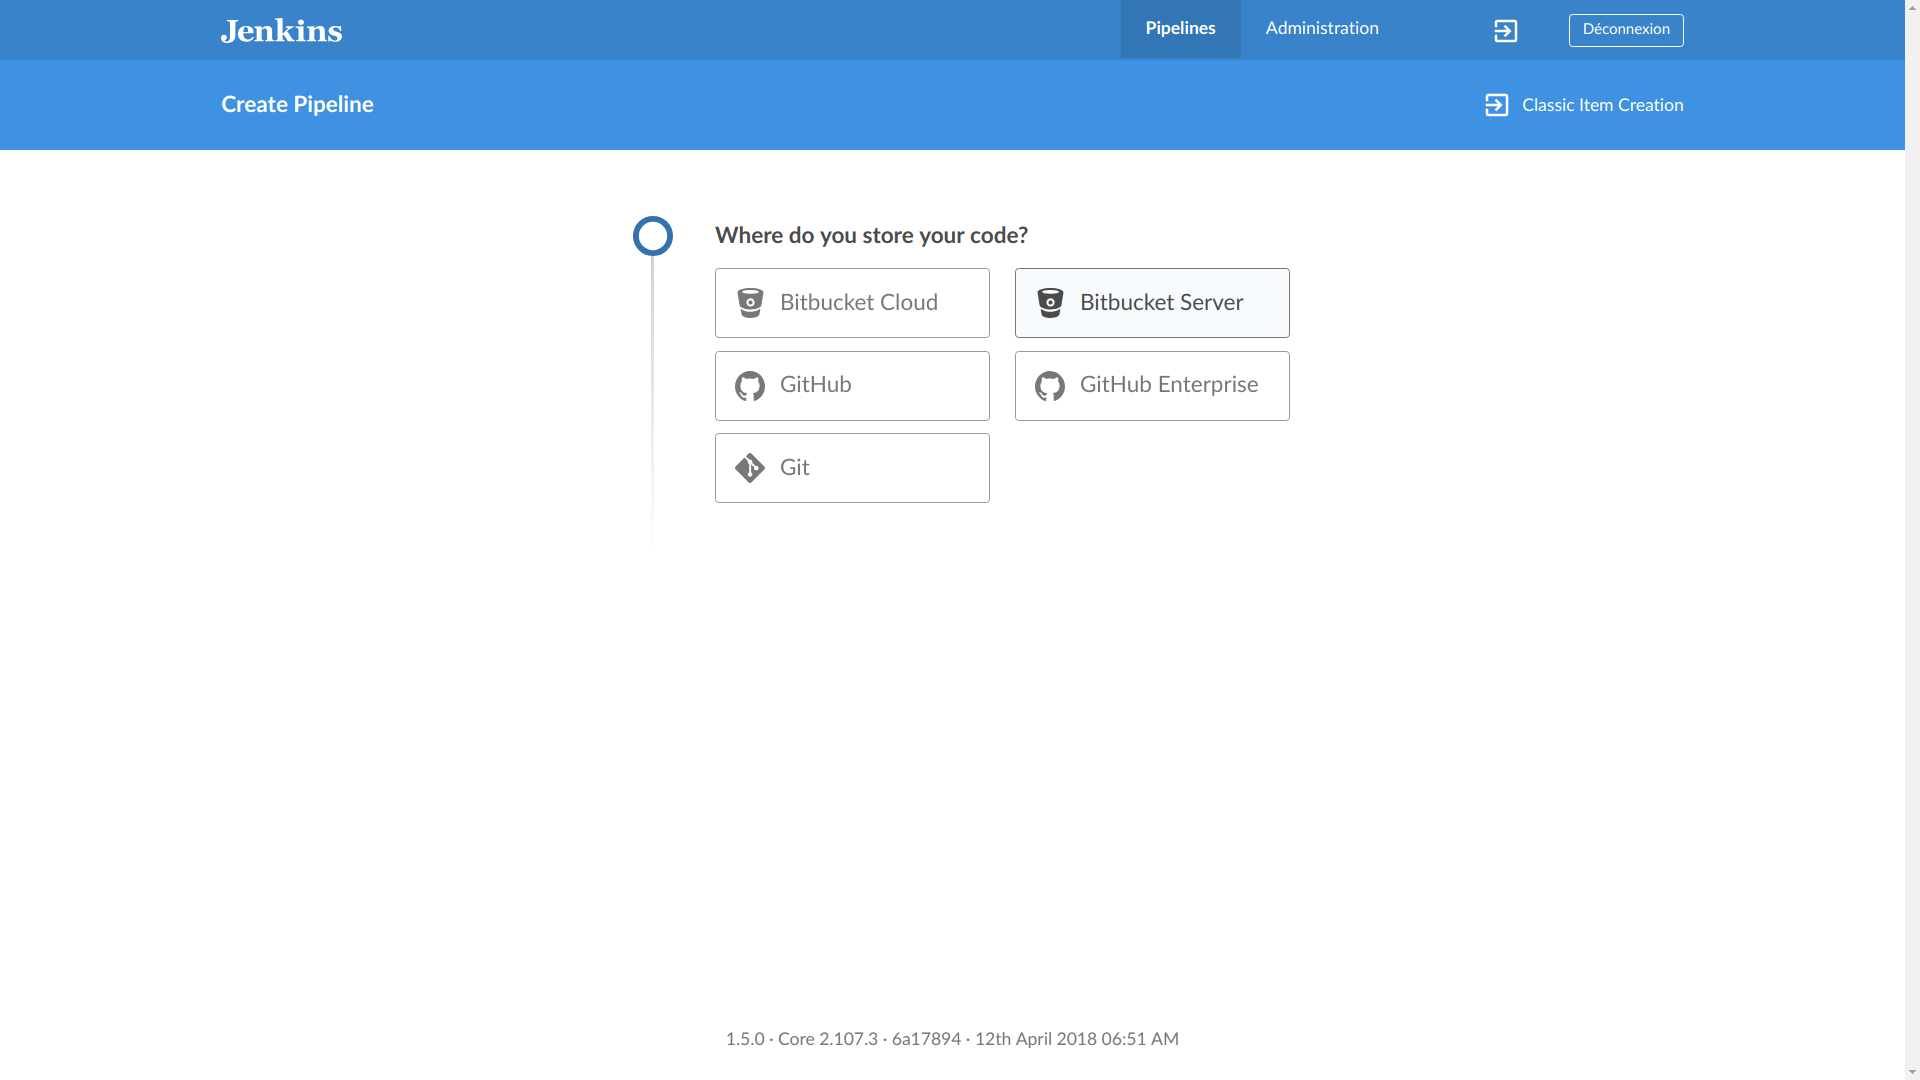 Jenkins
Pipelines
Administration
Déconnexion
Create Pipeline
Classic Item Creation
Where do you store your code?
Bitbucket Cloud
Bitbucket Server
GitHub
GitHub Enterprise
Git
1.5.0 · Core 2.107.3 · 6a17894 · 12th April 2018 06:51 AM